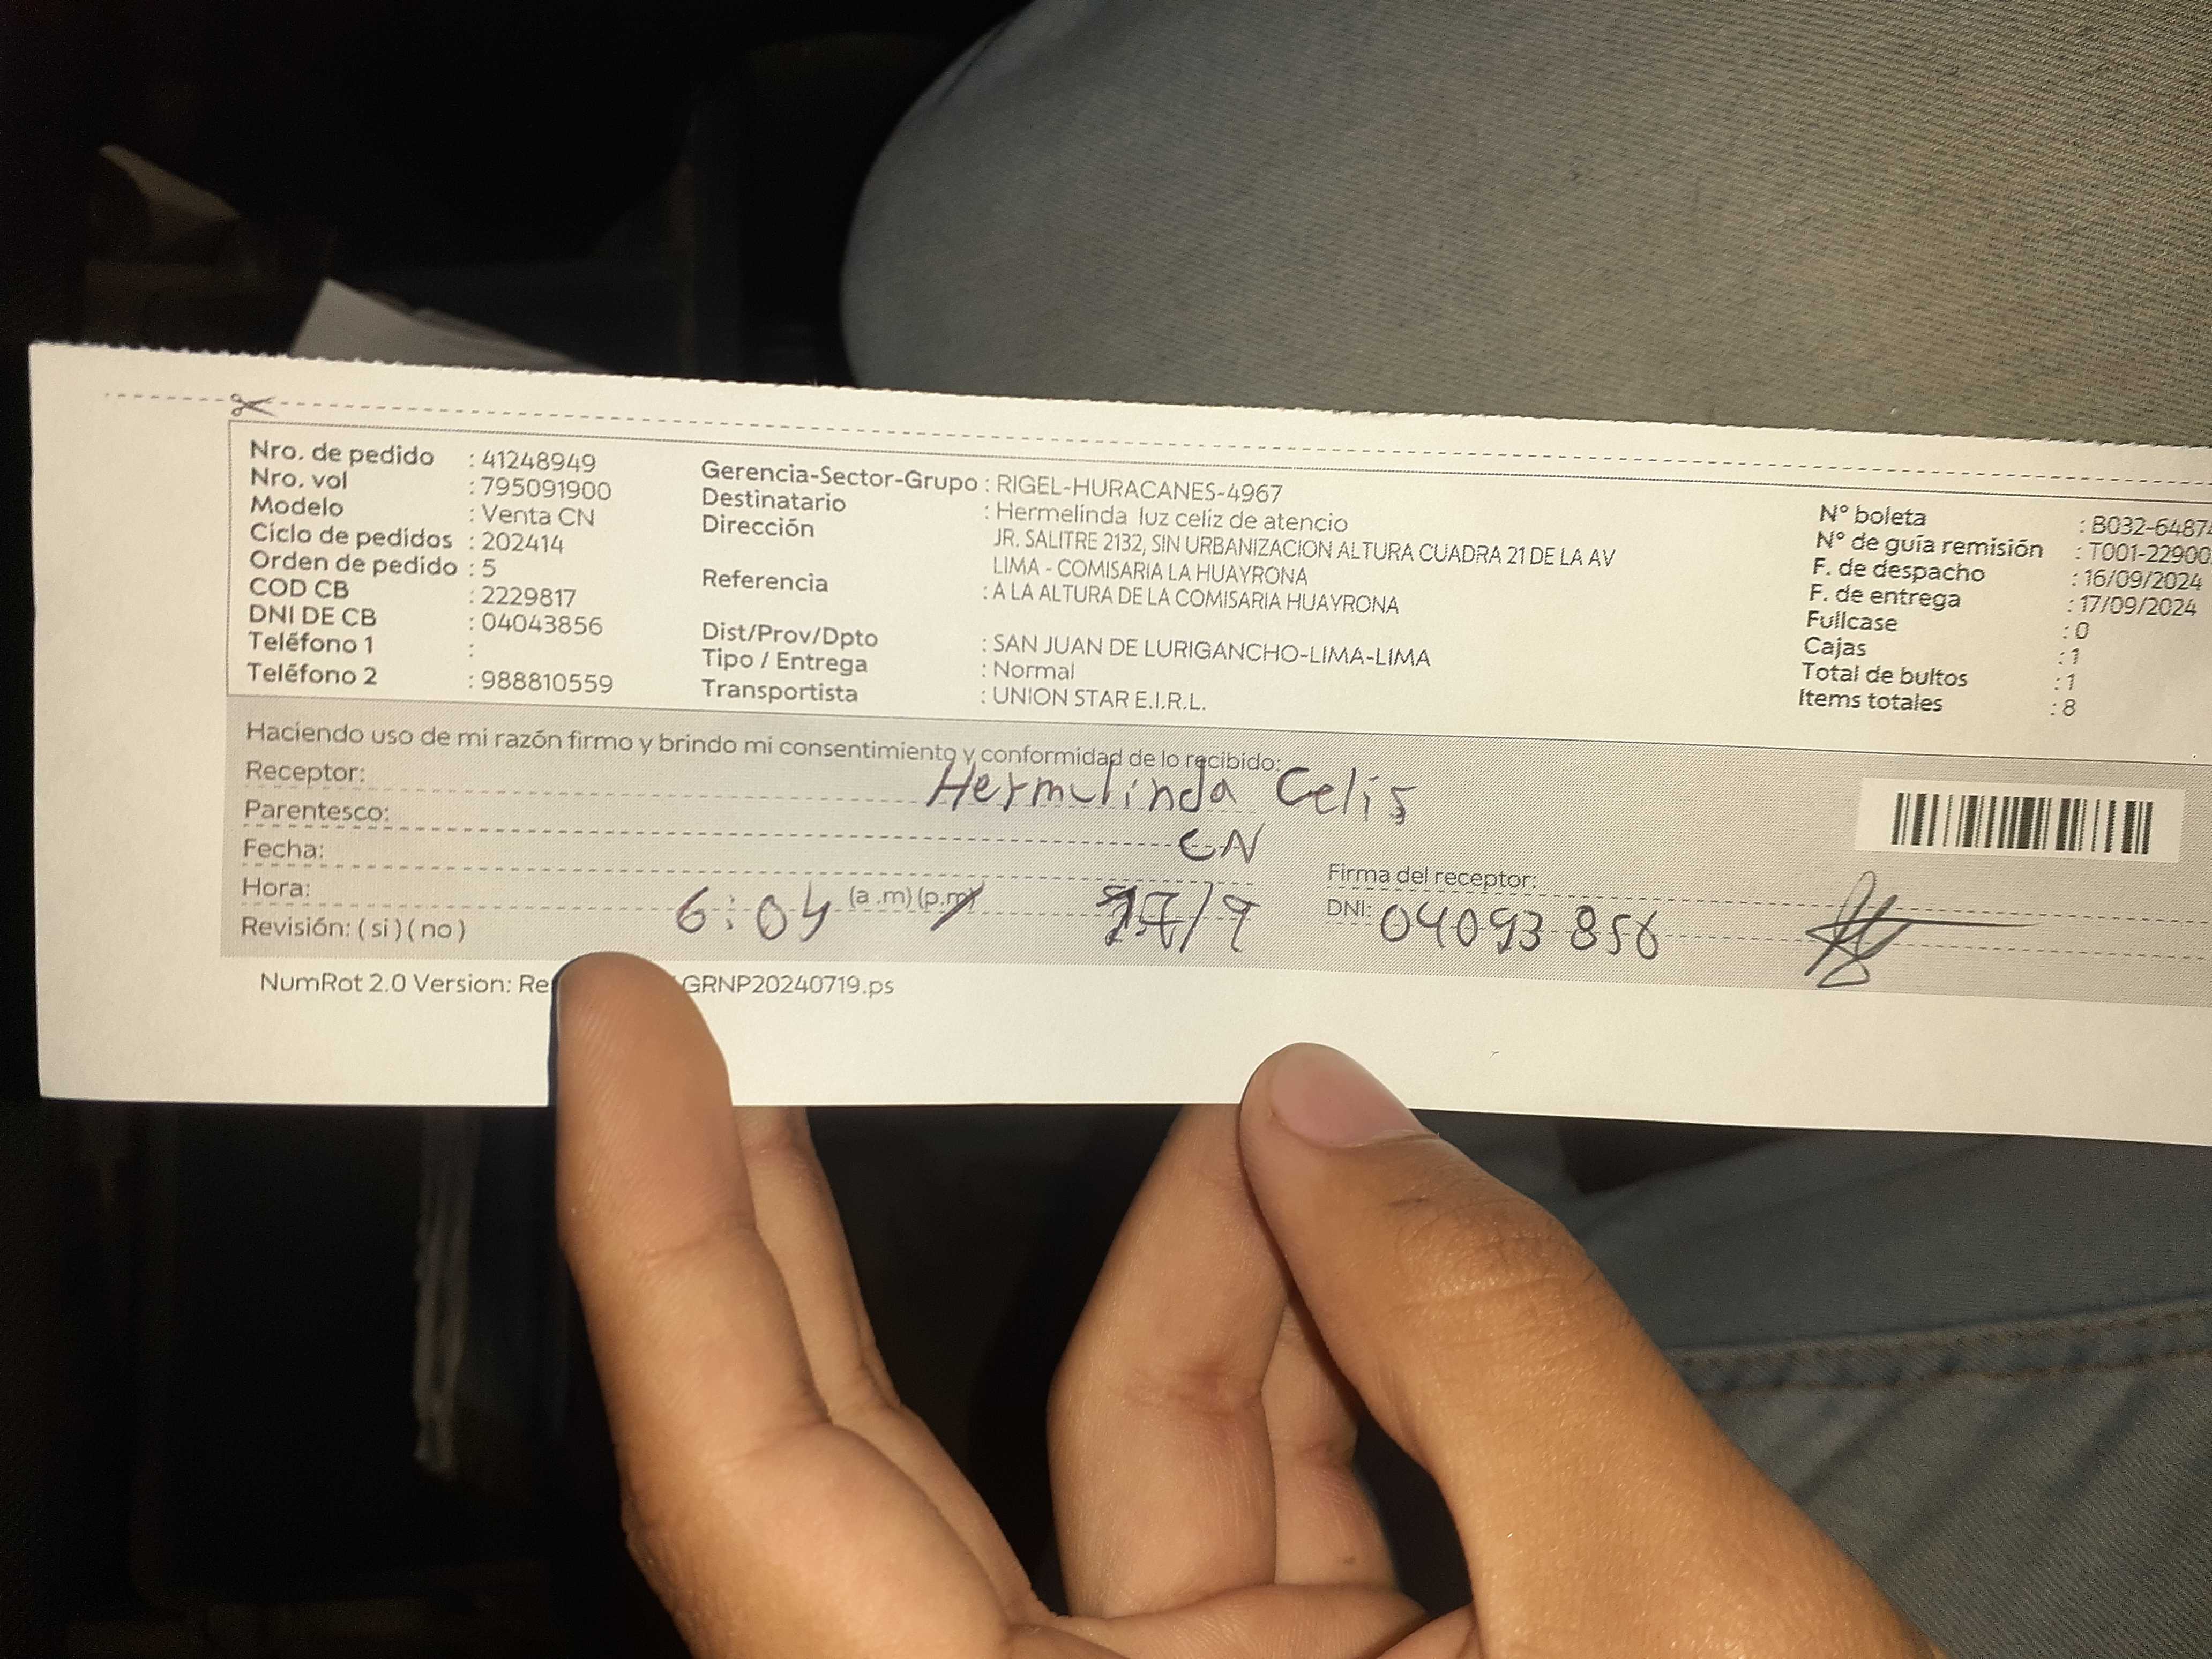 Nro. de pedido : 41248949
Nro. vol : 795091900
Modelo : Venta CN
Ciclo de pedidos : 202414
Orden de pedido : 5
COD CB : 2229817
DNI DE CB : 04043856
Teléfono 1 :
Teléfono 2 : 988810559
Gerencia-Sector-Grupo : RIGEL-HURACANES-4967
Destinatario : Hermelinda luz celiz de atencio
Dirección JR. SALITRE 2132, SIN URBANIZACION ALTURA CUADRA 21 DE LA AV
LIMA - COMISARIA LA HUAYRONA
Referencia : A LA ALTURA DE LA COMISARIA HUAYRONA
Dist/Prov/Dpto : SAN JUAN DE LURIGANCHO-LIMA-LIMA
Tipo / Entrega : Normal
Transportista : UNION STAR E.I.R.L.
N° boleta : B032-64874
N° de guía remisión : T001-22900
F. de despacho : 16/09/2024
F. de entrega : 17/09/2024
Fullcase : 0
Cajas : 1
Total de bultos : 1
Items totales : 8
Haciendo uso de mi razón firmo y brindo mi consentimiento y conformidad de lo recibido:
Receptor: Hermelinda Celis
Parentesco: CN
Fecha: 17/9
Hora: 6:04 (a .m) (p.m)
Revisión: ( si ) ( no )
Firma del receptor:
DNI: 04093856
NumRot 2.0 Version: Re GRNP20240719.ps